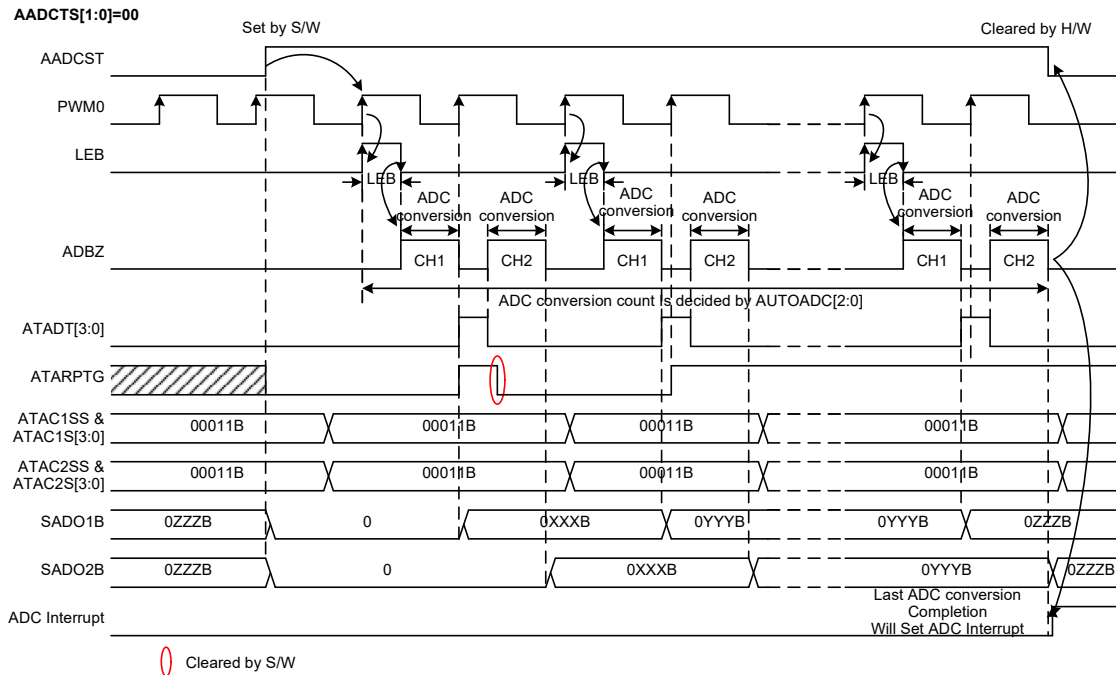 AADCTS[1:0]=00
Set by S/W
Cleared by H/W
AADCST
PWM0
LEB
LEB
LEB
LEB
ADC
conversion
ADC
conversion
ADC
conversion
ADC
conversion
ADC
conversion
ADC
conversion
ADBZ
CH1
CH2
CH1
CH2
CH1
CH2
ADC conversion count is decided by AUTOADC[2:0]
ATADT[3:0]
ATARPTG
ATAC1SS &
ATAC1S[3:0]
00011B
00011B
00011B
00011B
ATAC2SS &
ATAC2S[3:0]
00011B
00011B
00011B
00011B
SADO1B
0ZZZB
0
0XXXB
0YYYB
0YYYB
0ZZZB
SADO2B
0ZZZB
0
0XXXB
0YYYB
0ZZZB
ADC Interrupt
Last ADC conversion
Completion
Will Set ADC Interrupt
Cleared by S/W